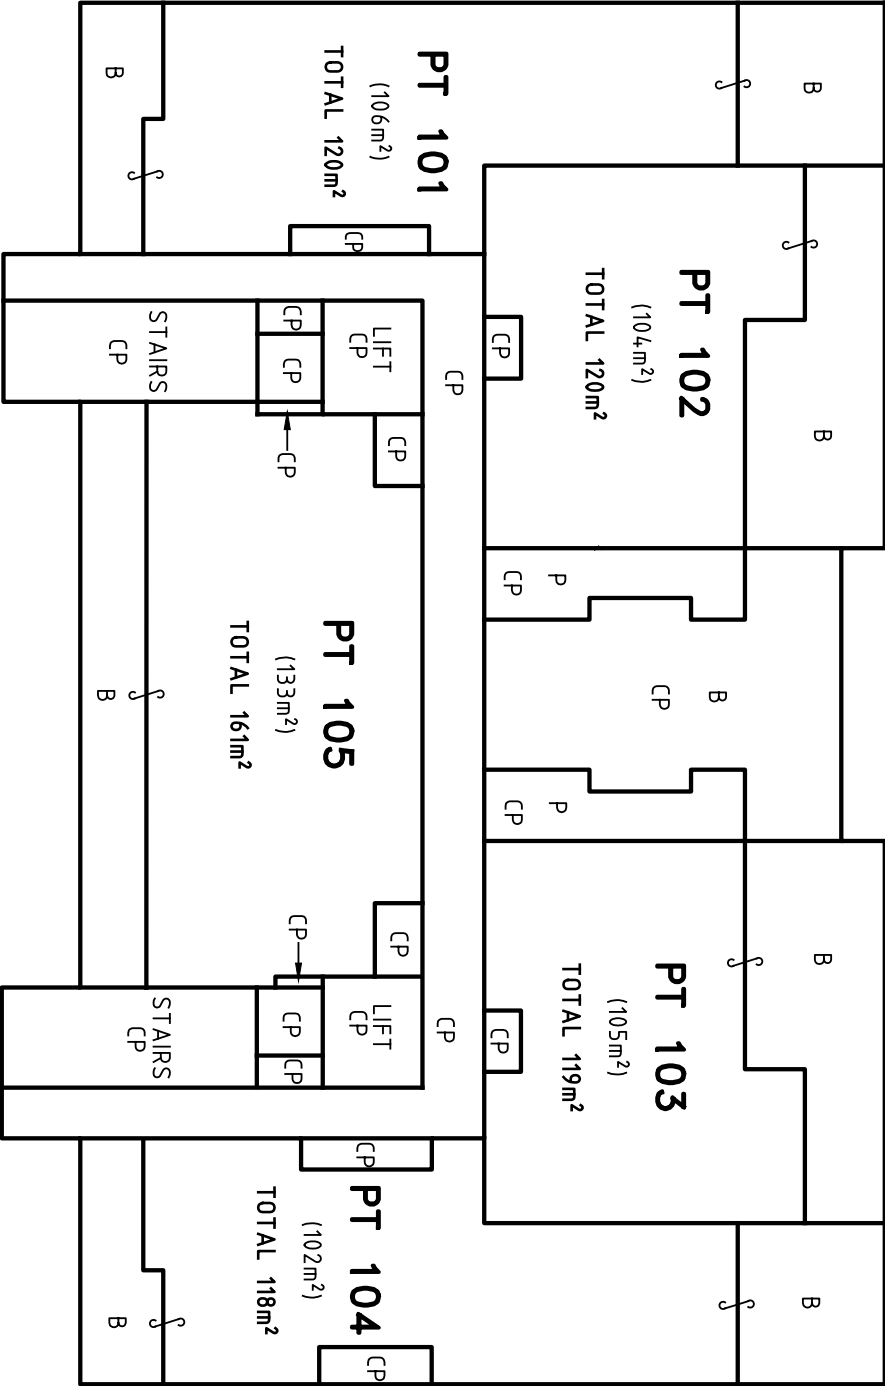 B
B
B
B
PT 102
(104m²)
TOTAL 120m²
B
CP
PT 103
(105m²)
TOTAL 119m²
P
CP
P
CP
CP
CP
CP
CP
PT 101
(106m²)
TOTAL 120m²
CP
LIFT
CP
CP
CP
CP
CP
PT 105
(133m²)
TOTAL 161m²
CP
LIFT
CP
CP
CP
CP
CP
PT 104
(102m²)
TOTAL 118m²
CP
B
STAIRS
CP
B
STAIRS
CP
B